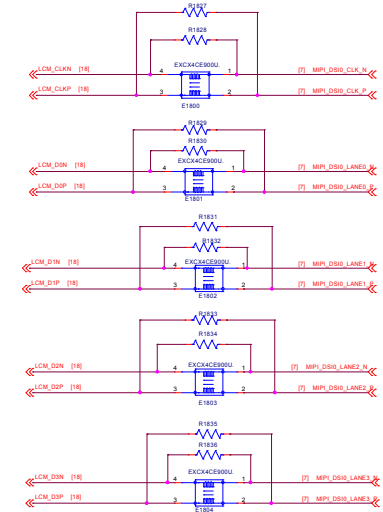 R1827
R1828
EXCX4CE900U.
LCM_CLKN [18] 4 1 [7] MIPI_DSI0_CLK_N
LCM_CLKP [18] 3 2 [7] MIPI_DSI0_CLK_P
E1800
R1829
R1830
EXCX4CE900U.
LCM_D0N [18] 4 1 [7] MIPI_DSI0_LANE0_N
LCM_D0P [18] 3 2 [7] MIPI_DSI0_LANE0_P
E1801
R1831
R1832
EXCX4CE900U.
LCM_D1N [18] 4 1 [7] MIPI_DSI0_LANE1_N
LCM_D1P [18] 3 2 [7] MIPI_DSI0_LANE1_P
E1802
R1833
R1834
EXCX4CE900U.
LCM_D2N [18] 4 1 [7] MIPI_DSI0_LANE2_N
LCM_D2P [18] 3 2 [7] MIPI_DSI0_LANE2_P
E1803
R1835
R1836
EXCX4CE900U.
LCM_D3N [18] 4 1 [7] MIPI_DSI0_LANE3_N
LCM_D3P [18] 3 2 [7] MIPI_DSI0_LANE3_P
E1804